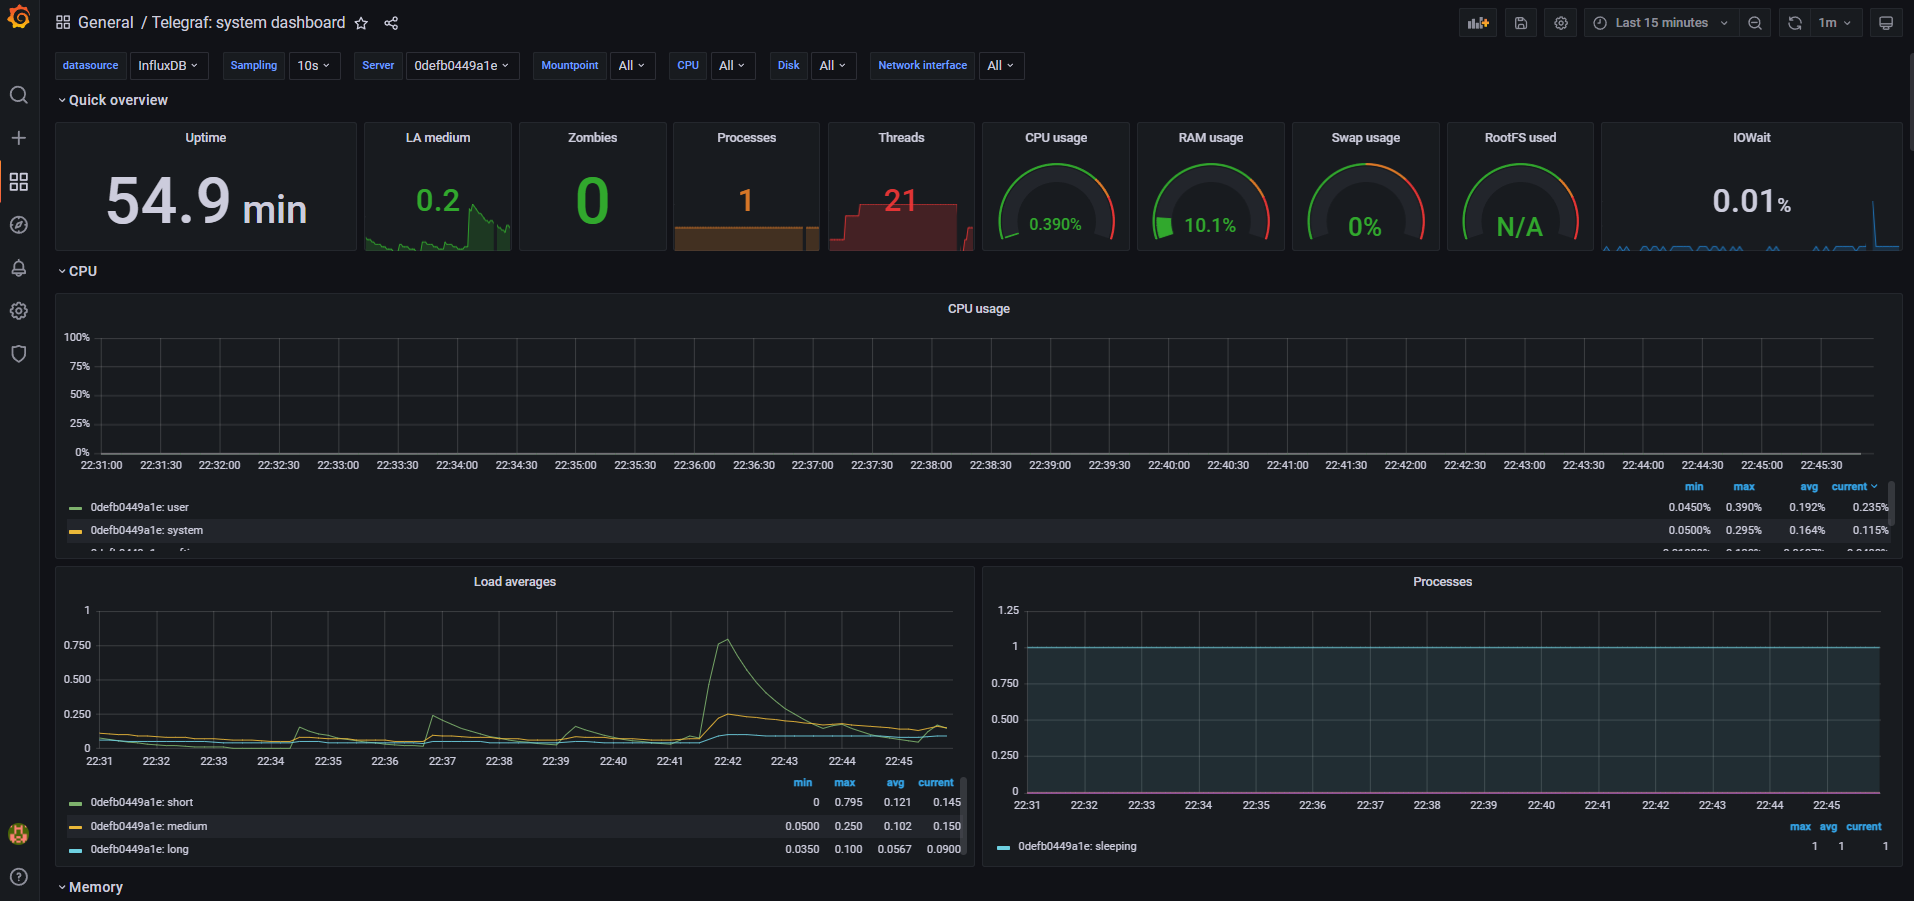 General / Telegraf: system dashboard
Last 15 minutes
1m
datasource InfluxDB Sampling 10s Server 0defb0449a1e Mountpoint All CPU All Disk All Network interface All
Quick overview
Uptime
54.9 min
LA medium
0.2
Zombies
0
Processes
1
Threads
21
CPU usage
0.390%
RAM usage
10.1%
Swap usage
0%
RootFS used
N/A
IOWait
0.01%
CPU
CPU usage
100%
75%
50%
25%
0%
22:31:00 22:31:30 22:32:00 22:32:30 22:33:00 22:33:30 22:34:00 22:34:30 22:35:00 22:35:30 22:36:00 22:36:30 22:37:00 22:37:30 22:38:00 22:38:30 22:39:00 22:39:30 22:40:00 22:40:30 22:41:00 22:41:30 22:42:00 22:42:30 22:43:00 22:43:30 22:44:00 22:44:30 22:45:00 22:45:30
min max avg current
0defb0449a1e: user 0.0450% 0.390% 0.192% 0.235%
0defb0449a1e: system 0.0500% 0.295% 0.164% 0.115%
Load averages
1
0.750
0.500
0.250
0
22:31 22:32 22:33 22:34 22:35 22:36 22:37 22:38 22:39 22:40 22:41 22:42 22:43 22:44 22:45
min max avg current
0defb0449a1e: short 0 0.795 0.121 0.145
0defb0449a1e: medium 0.0500 0.250 0.102 0.150
0defb0449a1e: long 0.0350 0.100 0.0567 0.0900
Processes
1.25
1
0.750
0.500
0.250
0
22:31 22:32 22:33 22:34 22:35 22:36 22:37 22:38 22:39 22:40 22:41 22:42 22:43 22:44 22:45
max avg current
0defb0449a1e: sleeping 1 1 1
Memory